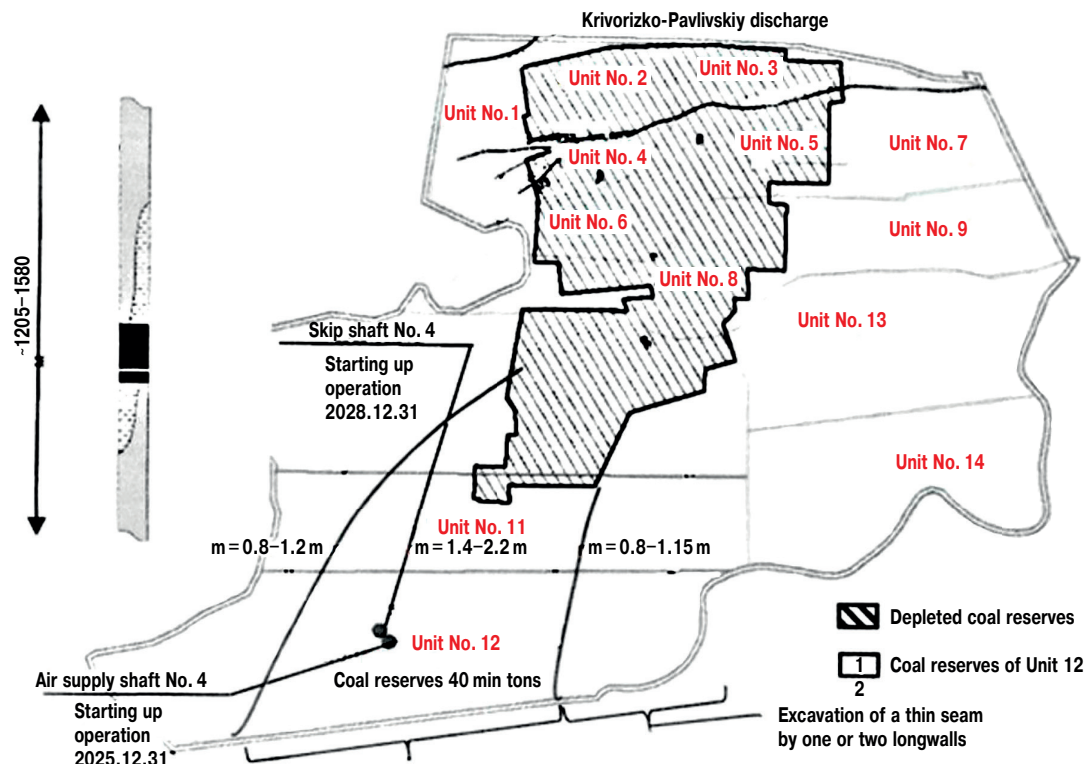 Krivorizko-Pavlivskiy discharge
Unit No. 2
Unit No. 3
Unit No. 1
Unit No. 4
Unit No. 5
Unit No. 7
Unit No. 6
Unit No. 9
Unit No. 8
~1205–1580
Unit No. 13
Skip shaft No. 4
Starting up
operation
2028.12.31
Unit No. 14
Unit No. 11
m = 0.8–1.2 m
m = 1.4–2.2 m
m = 0.8–1.15 m
Unit No. 12
Coal reserves 40 min tons
Air supply shaft No. 4
Starting up
operation
2025.12.31
Depleted coal reserves
1
2
Coal reserves of Unit 12
Excavation of a thin seam
by one or two longwalls